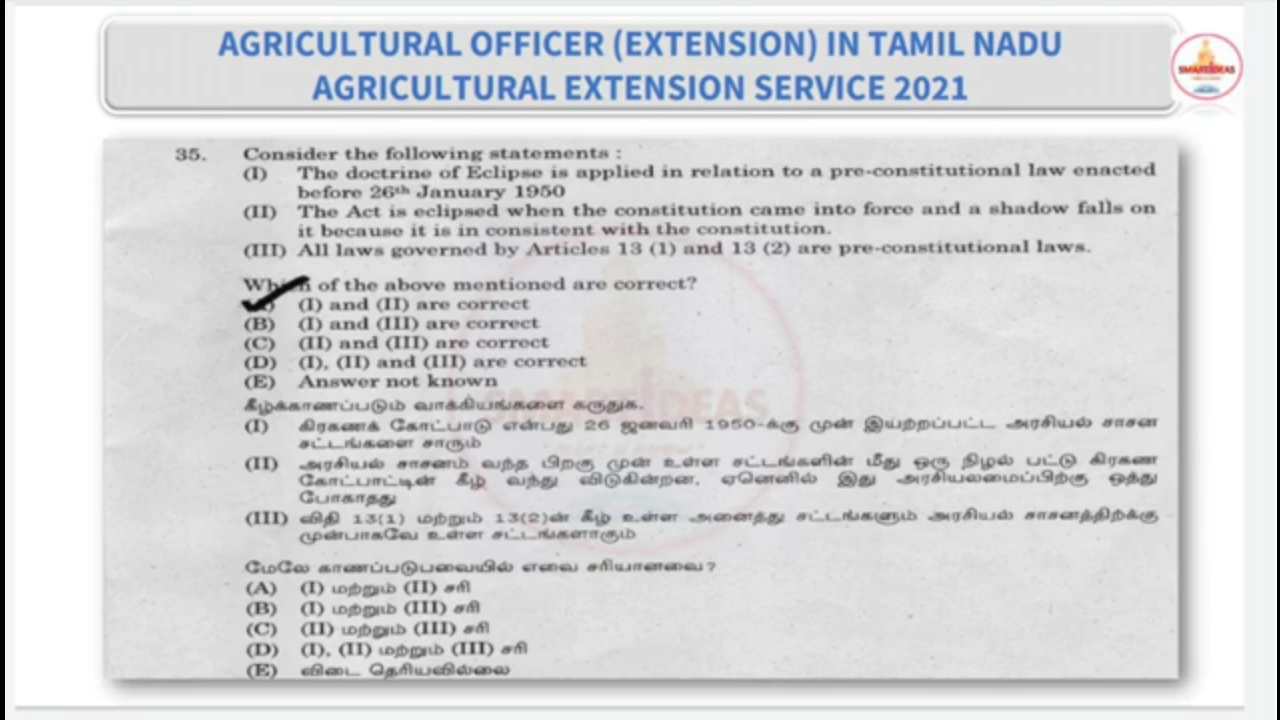 AGRICULTURAL OFFICER (EXTENSION) IN TAMIL NADU
AGRICULTURAL EXTENSION SERVICE 2021
SMART IDEAS
35. Consider the following statements :
(I) The doctrine of Eclipse is applied in relation to a pre-constitutional law enacted
before 26th January 1950
(II) The Act is eclipsed when the constitution came into force and a shadow falls on
it because it is in consistent with the constitution.
(III) All laws governed by Articles 13 (1) and 13 (2) are pre-constitutional laws.
Which of the above mentioned are correct?
(A) (I) and (II) are correct
(B) (I) and (III) are correct
(C) (II) and (III) are correct
(D) (I), (II) and (III) are correct
(E) Answer not known
SMART IDEAS
கீழ்க்காணப்படும் வாக்கியங்களை கருதுக.
(I) கிரகணக் கோட்பாடு என்பது 26 ஜனவரி 1950-க்கு முன் இயற்றப்பட்ட அரசியல் சாசன
சட்டங்களை சாரும்
(II) அரசியல் சாசனம் வந்த பிறகு முன் உள்ள சட்டங்களின் மீது ஒரு நிழல் பட்டு கிரகண
கோட்பாட்டின் கீழ் வந்து விடுகின்றன, ஏனெனில் இது அரசியலமைப்பிற்கு ஒத்து
போகாதது
(III) விதி 13(1) மற்றும் 13(2)ன் கீழ் உள்ள அனைத்து சட்டங்களும் அரசியல் சாசனத்திற்க்கு
முன்பாகவே உள்ள சட்டங்களாகும்
மேலே காணப்படுபவையில் எவை சரியானவை?
(A) (I) மற்றும் (II) சரி
(B) (I) மற்றும் (III) சரி
(C) (II) மற்றும் (III) சரி
(D) (I), (II) மற்றும் (III) சரி
(E) விடை தெரியவில்லை